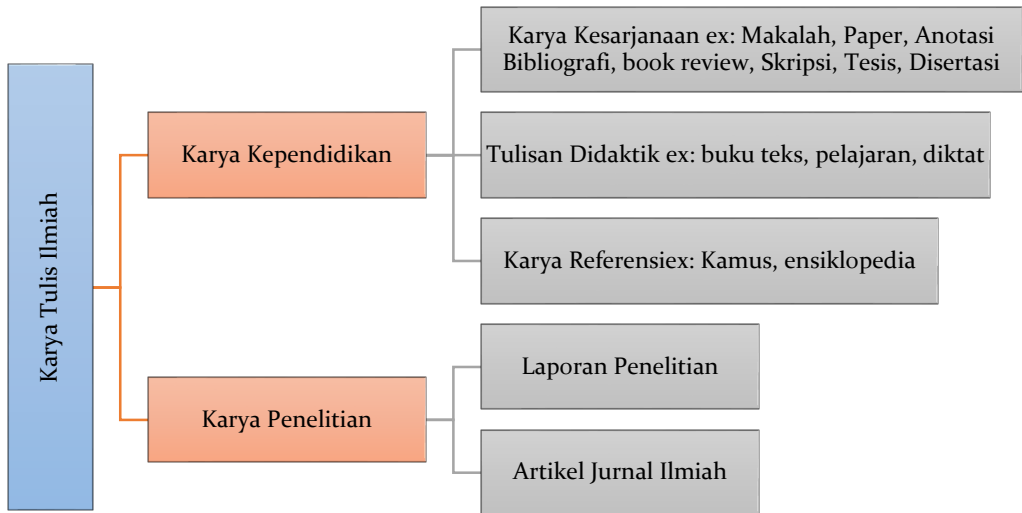 Karya Tulis Ilmiah
Karya Kependidikan
Karya Kesarjanaan ex: Makalah, Paper, Anotasi
Bibliografi, book review, Skripsi, Tesis, Disertasi
Tulisan Didaktik ex: buku teks, pelajaran, diktat
Karya Referensiex: Kamus, ensiklopedia
Karya Penelitian
Laporan Penelitian
Artikel Jurnal Ilmiah